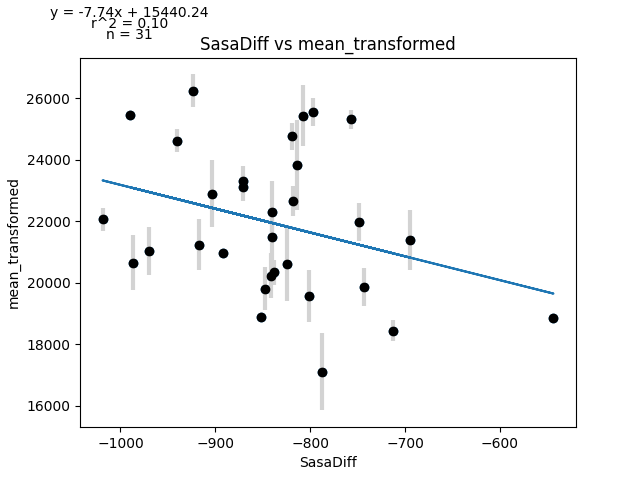 y = -7.74x + 15440.24
r^2 = 0.10
n = 31
SasaDiff vs mean_transformed
26000
24000
22000
20000
18000
16000
mean_transformed
−1000 −900 −800 −700 −600
SasaDiff